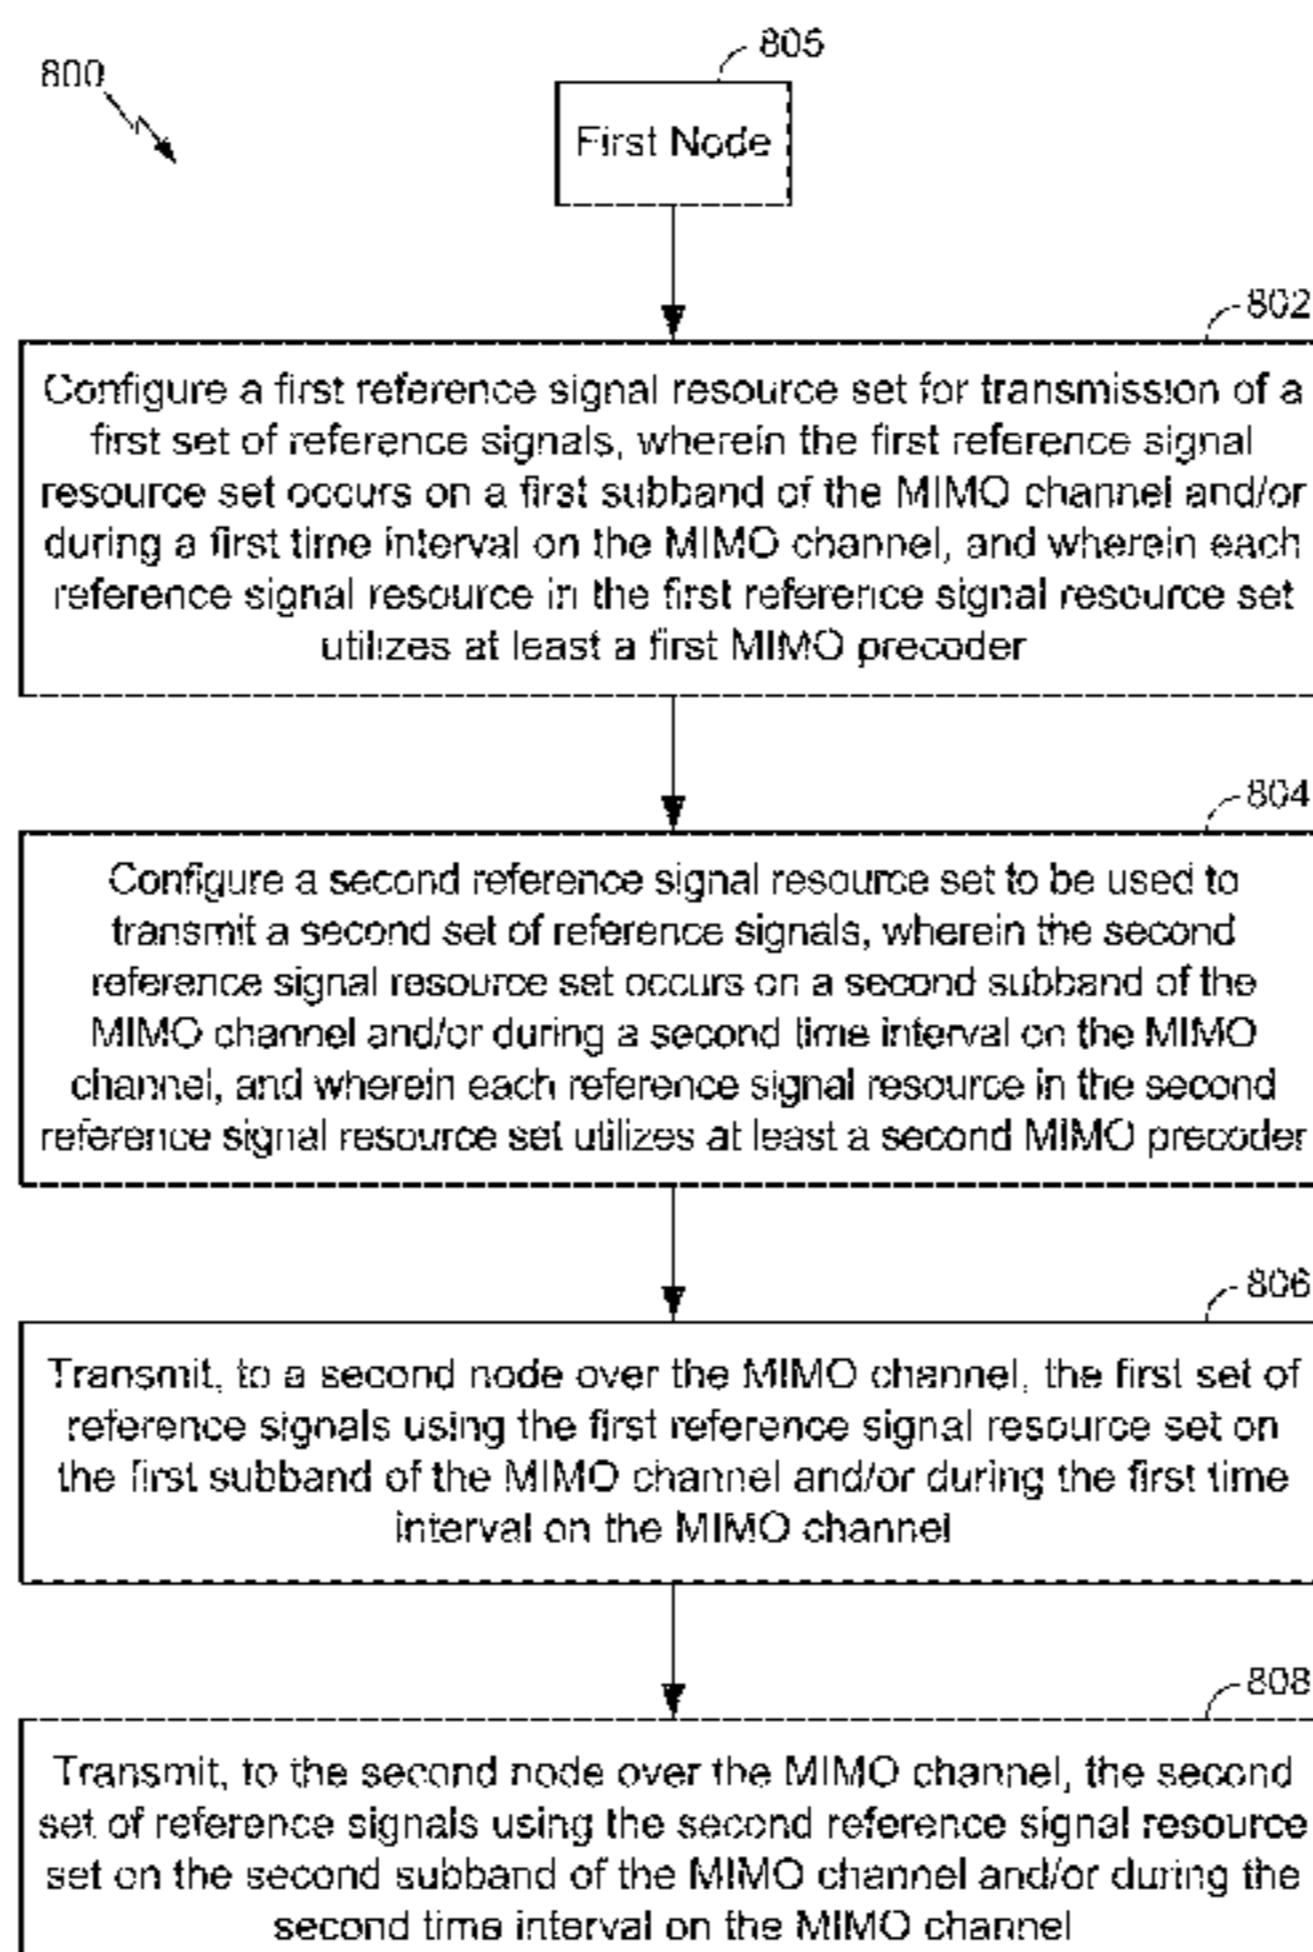 800
805
First Node
802
Configure a first reference signal resource set for transmission of a
first set of reference signals, wherein the first reference signal
resource set occurs on a first subband of the MIMO channel and/or
during a first time interval on the MIMO channel, and wherein each
reference signal resource in the first reference signal resource set
utilizes at least a first MIMO precoder
804
Configure a second reference signal resource set to be used to
transmit a second set of reference signals, wherein the second
reference signal resource set occurs on a second subband of the
MIMO channel and/or during a second time interval on the MIMO
channel, and wherein each reference signal resource in the second
reference signal resource set utilizes at least a second MIMO precoder
806
Transmit, to a second node over the MIMO channel, the first set of
reference signals using the first reference signal resource set on
the first subband of the MIMO channel and/or during the first time
interval on the MIMO channel
808
Transmit, to the second node over the MIMO channel, the second
set of reference signals using the second reference signal resource
set on the second subband of the MIMO channel and/or during the
second time interval on the MIMO channel